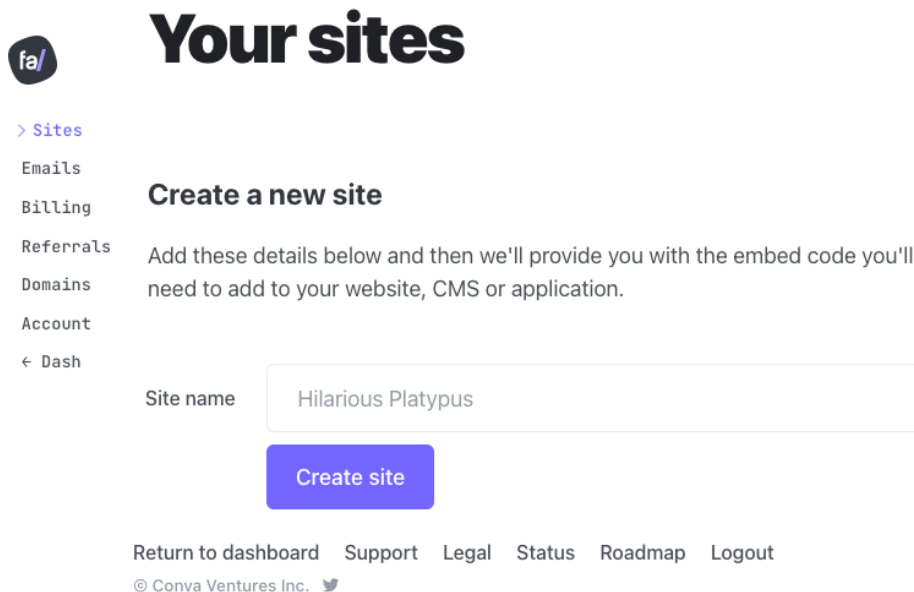 Your sites
fa/
> Sites
Emails
Billing
Referrals
Domains
Account
← Dash
Create a new site
Add these details below and then we'll provide you with the embed code you'll
need to add to your website, CMS or application.
Site name
Hilarious Platypus
Create site
Return to dashboard Support Legal Status Roadmap Logout
© Conva Ventures Inc.